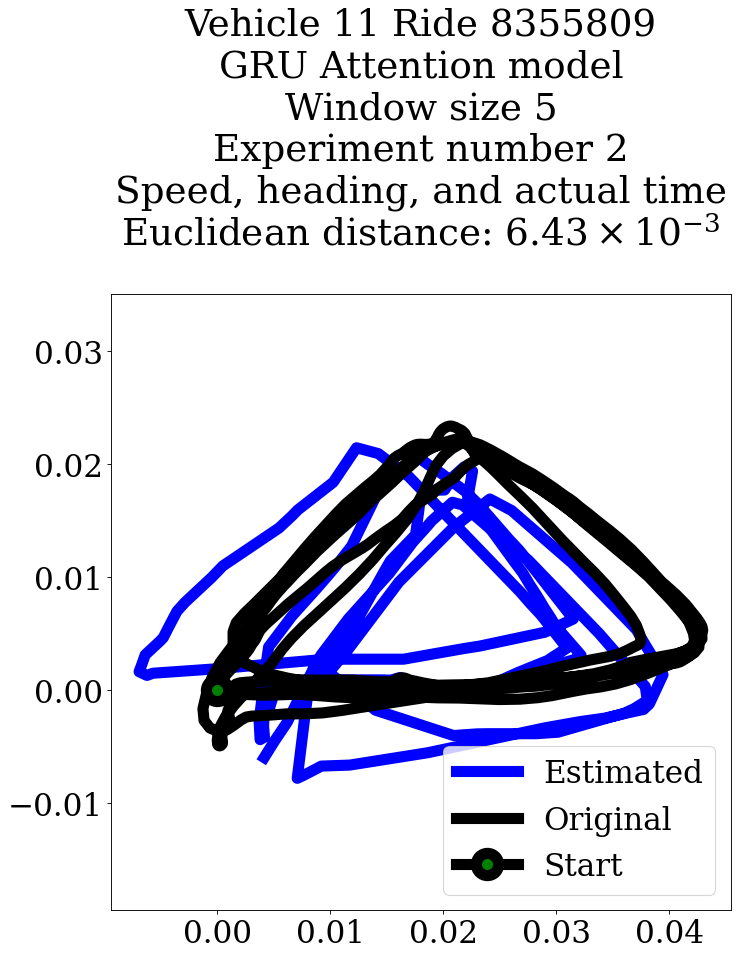 Vehicle 11 Ride 8355809
GRU Attention model
Window size 5
Experiment number 2
Speed, heading, and actual time
Euclidean distance: 6.43 × 10⁻³
0.03
0.02
0.01
0.00
−0.01
Estimated
Original
Start
0.00 0.01 0.02 0.03 0.04